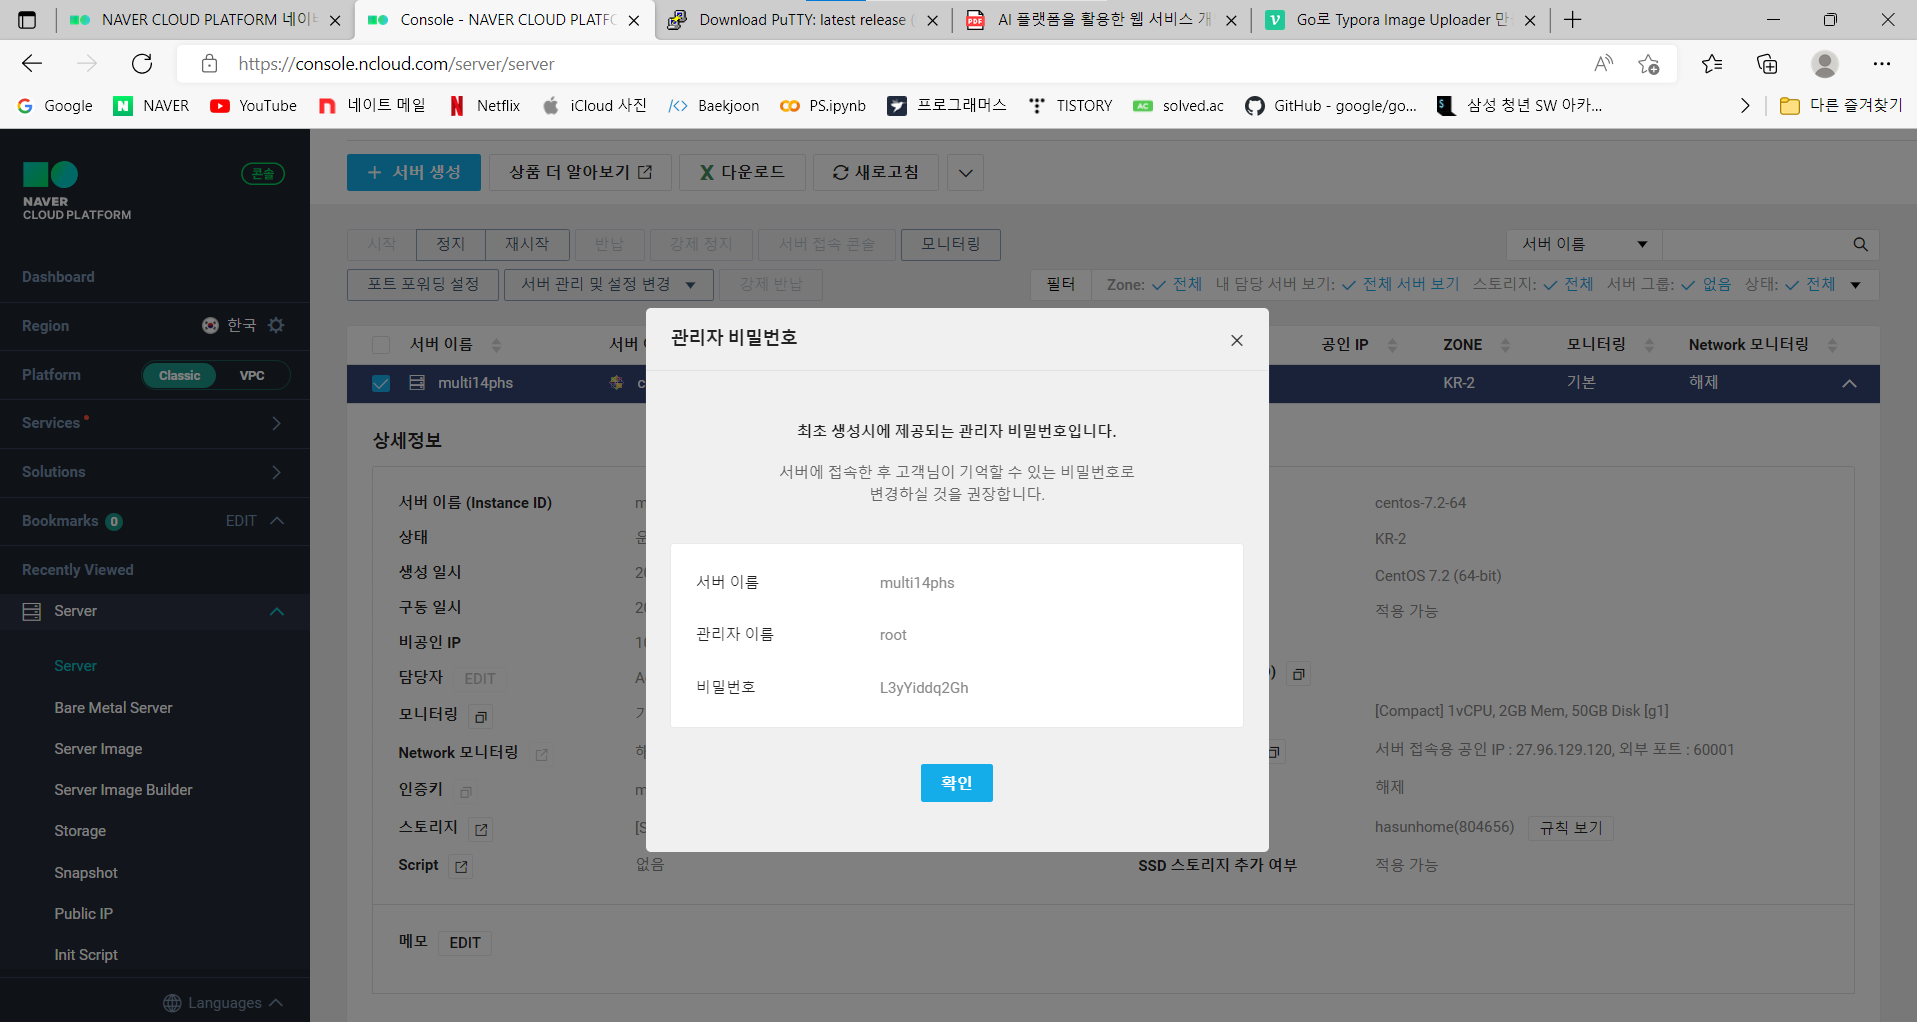 NAVER CLOUD PLATFORM 네이버
Console - NAVER CLOUD PLATFO
Download PuTTY: latest release (
AI 플랫폼을 활용한 웹 서비스 개
Go로 Typora Image Uploader 만
https://console.ncloud.com/server/server
Google
NAVER
YouTube
네이트 메일
Netflix
iCloud 사진
Baekjoon
PS.ipynb
프로그래머스
TISTORY
solved.ac
GitHub - google/go...
삼성 청년 SW 아카...
다른 즐겨찾기
NAVER
CLOUD PLATFORM
콘솔
Dashboard
Region 한국
Platform Classic VPC
Services
Solutions
Bookmarks 0 EDIT
Recently Viewed
Server
Server
Bare Metal Server
Server Image
Server Image Builder
Storage
Snapshot
Public IP
Init Script
Languages
+ 서버 생성
상품 더 알아보기
다운로드
새로고침
시작 정지 재시작 반납 강제 정지 서버 접속 콘솔 모니터링
서버 이름
포트 포워딩 설정 서버 관리 및 설정 변경 강제 반납
필터 Zone: 전체 내 담당 서버 보기: 전체 서버 보기 스토리지: 전체 서버 그룹: 없음 상태: 전체
서버 이름 서버 공인 IP ZONE 모니터링 Network 모니터링
multi14phs c KR-2 기본 해제
상세정보
서버 이름 (Instance ID) m centos-7.2-64
상태 운 KR-2
생성 일시 20 CentOS 7.2 (64-bit)
구동 일시 20 적용 가능
비공인 IP 10
담당자 EDIT A )
모니터링 기 [Compact] 1vCPU, 2GB Mem, 50GB Disk [g1]
Network 모니터링 해 서버 접속용 공인 IP : 27.96.129.120, 외부 포트 : 60001
인증키 m 해제
스토리지 [S hasunhome(804656) 규칙 보기
Script 없음 SSD 스토리지 추가 여부 적용 가능
메모 EDIT
관리자 비밀번호
최초 생성시에 제공되는 관리자 비밀번호입니다.
서버에 접속한 후 고객님이 기억할 수 있는 비밀번호로
변경하실 것을 권장합니다.
서버 이름 multi14phs
관리자 이름 root
비밀번호 L3yYiddq2Gh
확인